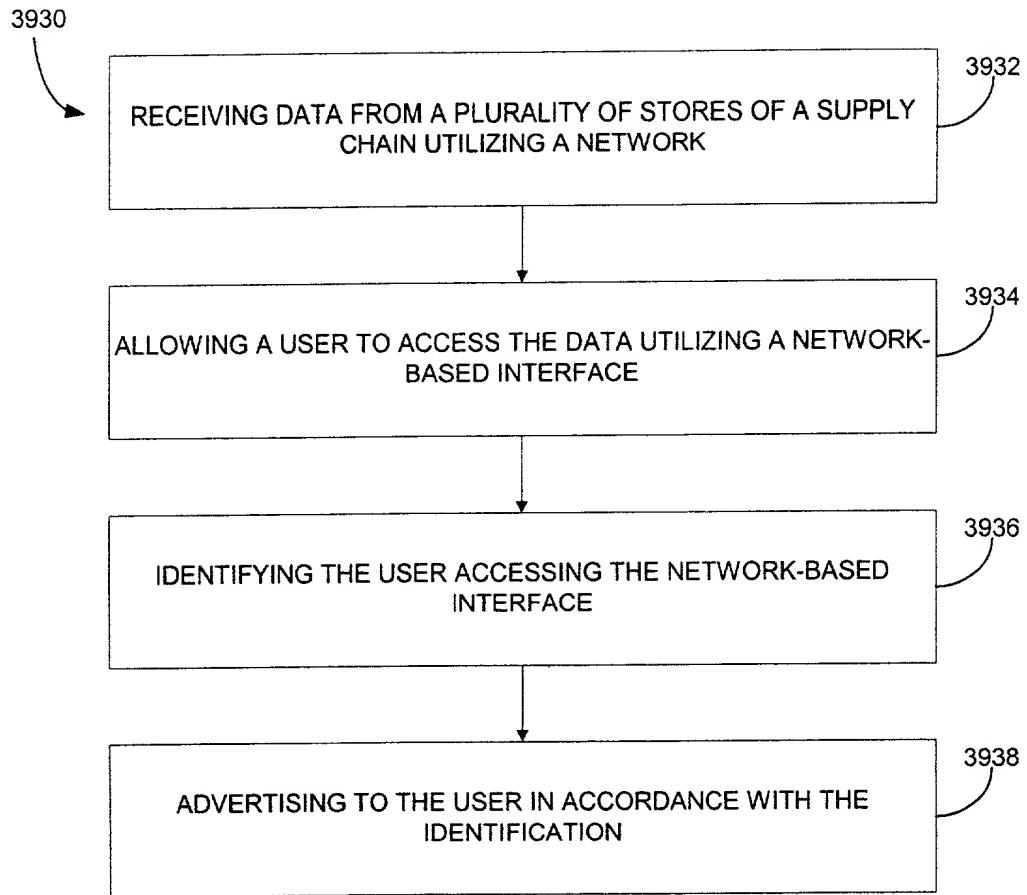 3930
3932
RECEIVING DATA FROM A PLURALITY OF STORES OF A SUPPLY
CHAIN UTILIZING A NETWORK
3934
ALLOWING A USER TO ACCESS THE DATA UTILIZING A NETWORK-
BASED INTERFACE
3936
IDENTIFYING THE USER ACCESSING THE NETWORK-BASED
INTERFACE
3938
ADVERTISING TO THE USER IN ACCORDANCE WITH THE
IDENTIFICATION